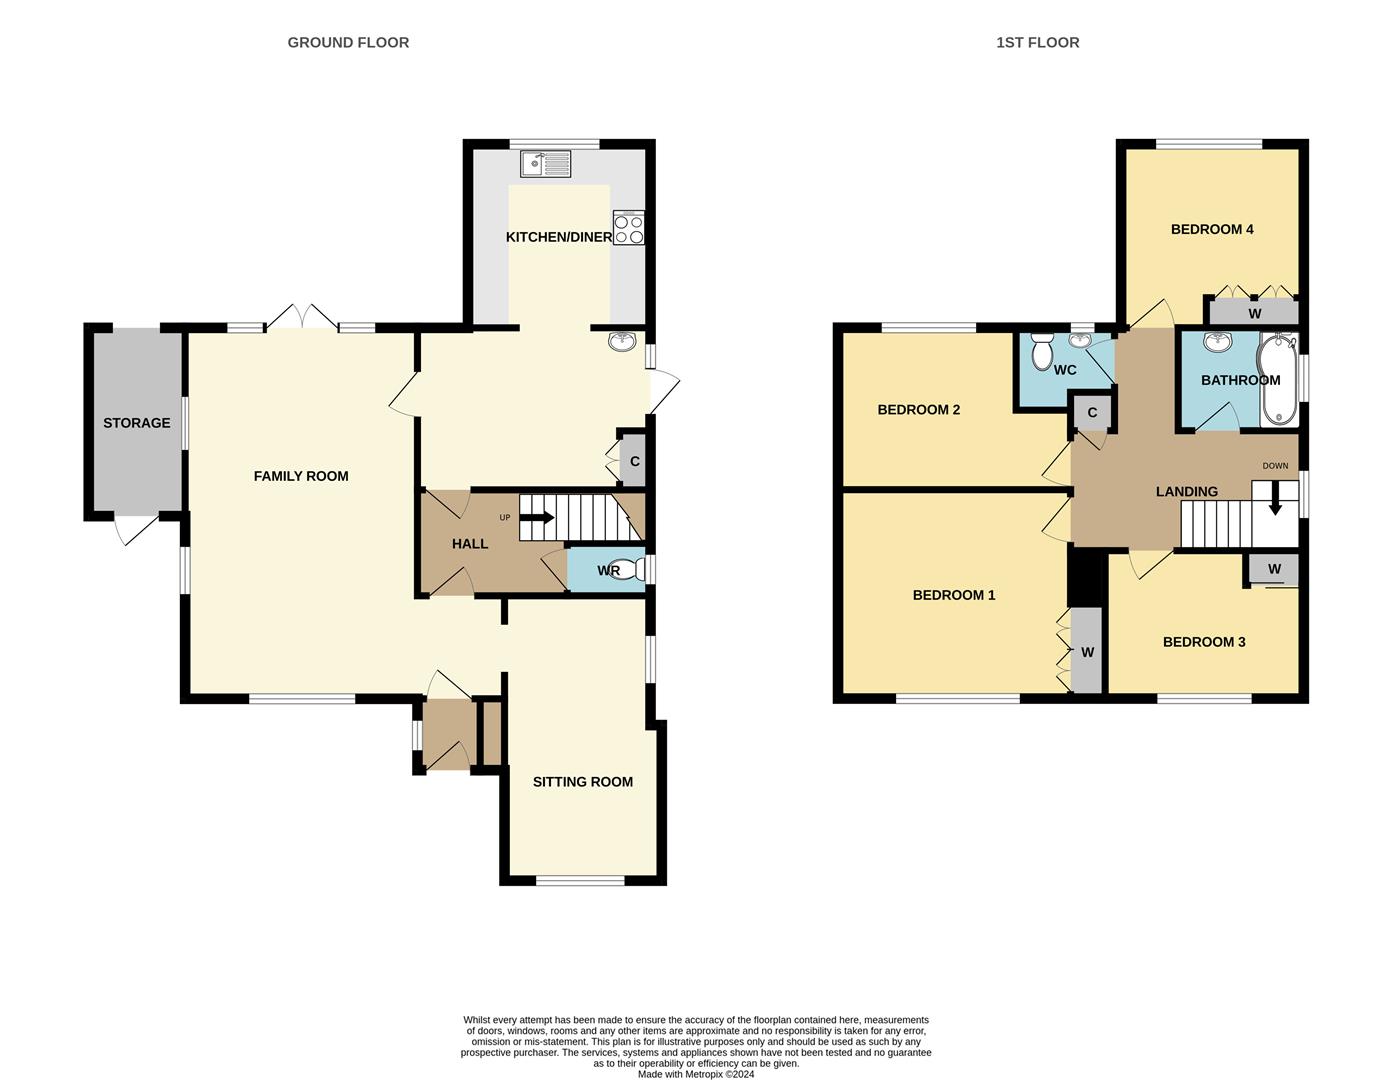 GROUND FLOOR
1ST FLOOR
KITCHEN/DINER
STORAGE
FAMILY ROOM
C
UP
HALL
WR
SITTING ROOM
BEDROOM 4
W
WC
BATHROOM
BEDROOM 2
C
DOWN
LANDING
BEDROOM 1
W
W
BEDROOM 3
Whilst every attempt has been made to ensure the accuracy of the floorplan contained here, measurements
of doors, windows, rooms and any other items are approximate and no responsibility is taken for any error,
omission or mis-statement. This plan is for illustrative purposes only and should be used as such by any
prospective purchaser. The services, systems and appliances shown have not been tested and no guarantee
as to their operability or efficiency can be given.
Made with Metropix ©2024